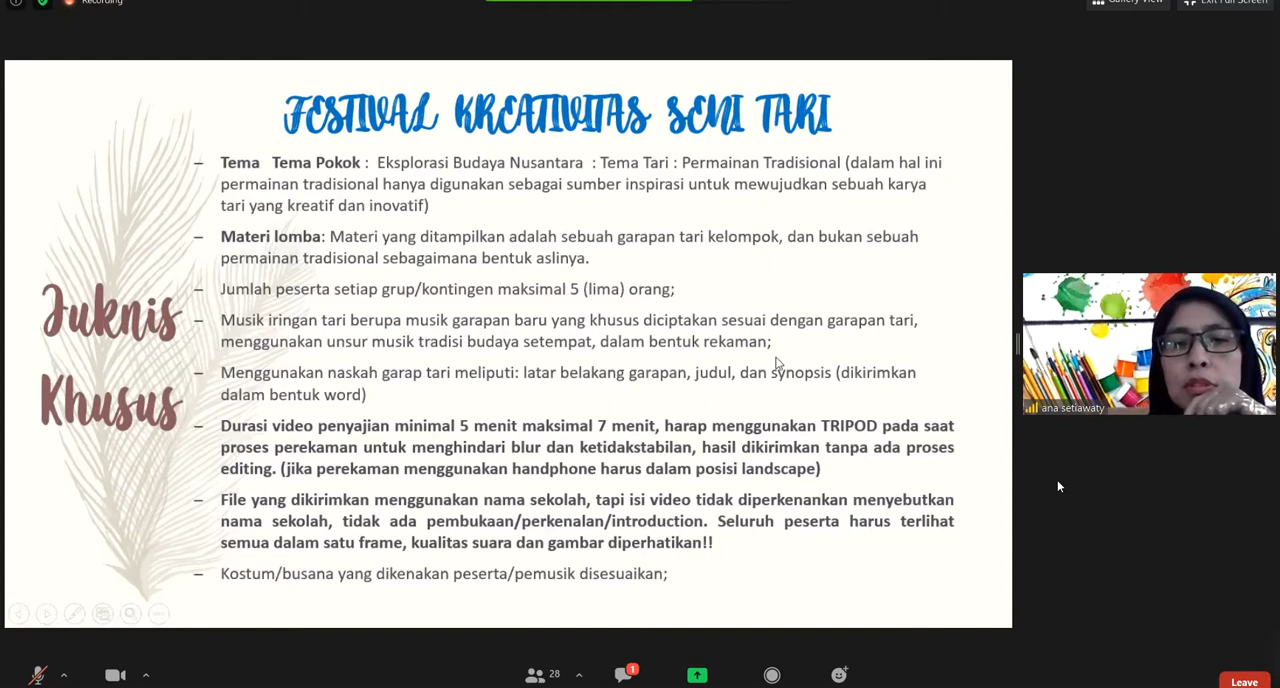 Recording
Gallery View
Exit Full Screen
FESTIVAL KREATIVITAS SENI TARI
Juknis
Khusus
– Tema Tema Pokok : Eksplorasi Budaya Nusantara : Tema Tari : Permainan Tradisional (dalam hal ini
permainan tradisional hanya digunakan sebagai sumber inspirasi untuk mewujudkan sebuah karya
tari yang kreatif dan inovatif)
– Materi lomba: Materi yang ditampilkan adalah sebuah garapan tari kelompok, dan bukan sebuah
permainan tradisional sebagaimana bentuk aslinya.
– Jumlah peserta setiap grup/kontingen maksimal 5 (lima) orang;
– Musik iringan tari berupa musik garapan baru yang khusus diciptakan sesuai dengan garapan tari,
menggunakan unsur musik tradisi budaya setempat, dalam bentuk rekaman;
– Menggunakan naskah garap tari meliputi: latar belakang garapan, judul, dan synopsis (dikirimkan
dalam bentuk word)
– Durasi video penyajian minimal 5 menit maksimal 7 menit, harap menggunakan TRIPOD pada saat
proses perekaman untuk menghindari blur dan ketidakstabilan, hasil dikirimkan tanpa ada proses
editing. (jika perekaman menggunakan handphone harus dalam posisi landscape)
– File yang dikirimkan menggunakan nama sekolah, tapi isi video tidak diperkenankan menyebutkan
nama sekolah, tidak ada pembukaan/perkenalan/introduction. Seluruh peserta harus terlihat
semua dalam satu frame, kualitas suara dan gambar diperhatikan!!
– Kostum/busana yang dikenakan peserta/pemusik disesuaikan;
ana setiawaty
28
1
Leave